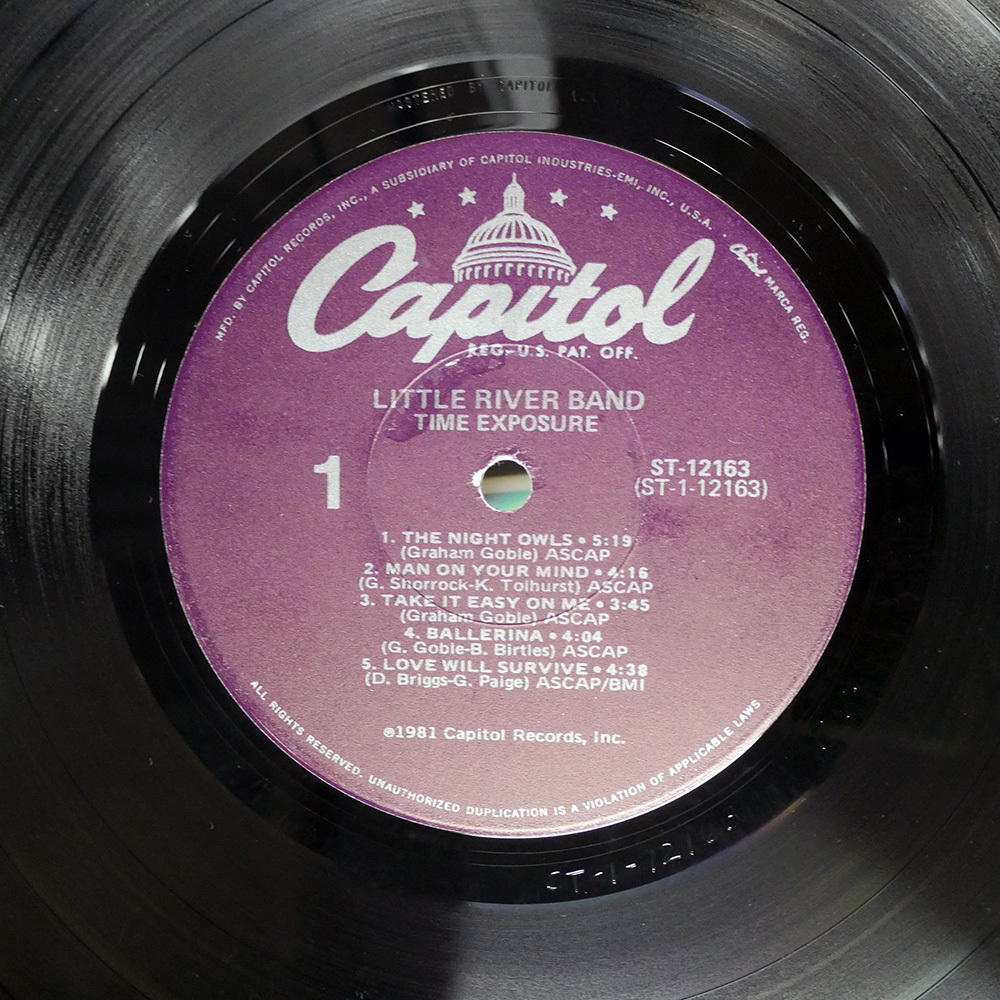 MASTERED BY CAPITOL
MFD. BY CAPITOL RECORDS, INC., A SUBSIDIARY OF CAPITOL INDUSTRIES-EMI, INC., U.S.A. · Capitol MARCA REG.
Capitol
REG. U.S. PAT. OFF.
LITTLE RIVER BAND
TIME EXPOSURE
1
ST-12163
(ST-1-12163)
1. THE NIGHT OWLS • 5:19
(Graham Goble) ASCAP
2. MAN ON YOUR MIND • 4:16
(G. Shorrock-K. Tolhurst) ASCAP
3. TAKE IT EASY ON ME • 3:45
(Graham Goble) ASCAP
4. BALLERINA • 4:04
(G. Goble-B. Birtles) ASCAP
5. LOVE WILL SURVIVE • 4:38
(D. Briggs-G. Paige) ASCAP/BMI
℗1981 Capitol Records, Inc.
ALL RIGHTS RESERVED. UNAUTHORIZED DUPLICATION IS A VIOLATION OF APPLICABLE LAWS